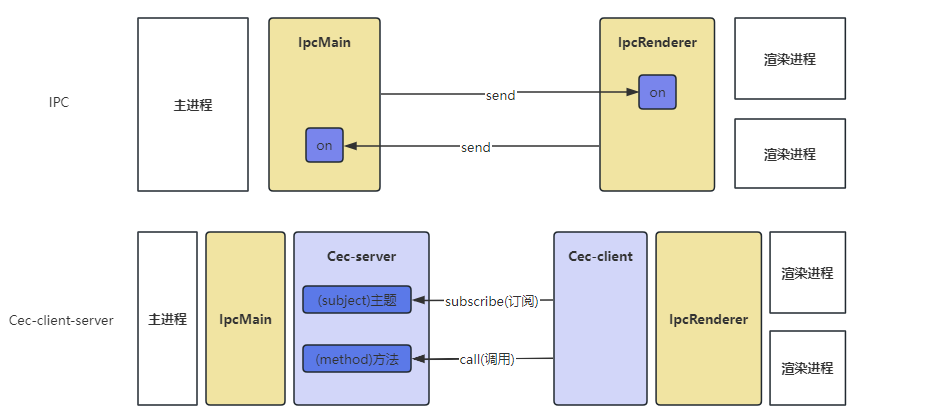 IPC
主进程
IpcMain
on
send
send
IpcRenderer
on
渲染进程
渲染进程
Cec-client-server
主进程
IpcMain
Cec-server
(subject)主题
(method)方法
subscribe(订阅)
call(调用)
Cec-client
IpcRenderer
渲染进程
渲染进程